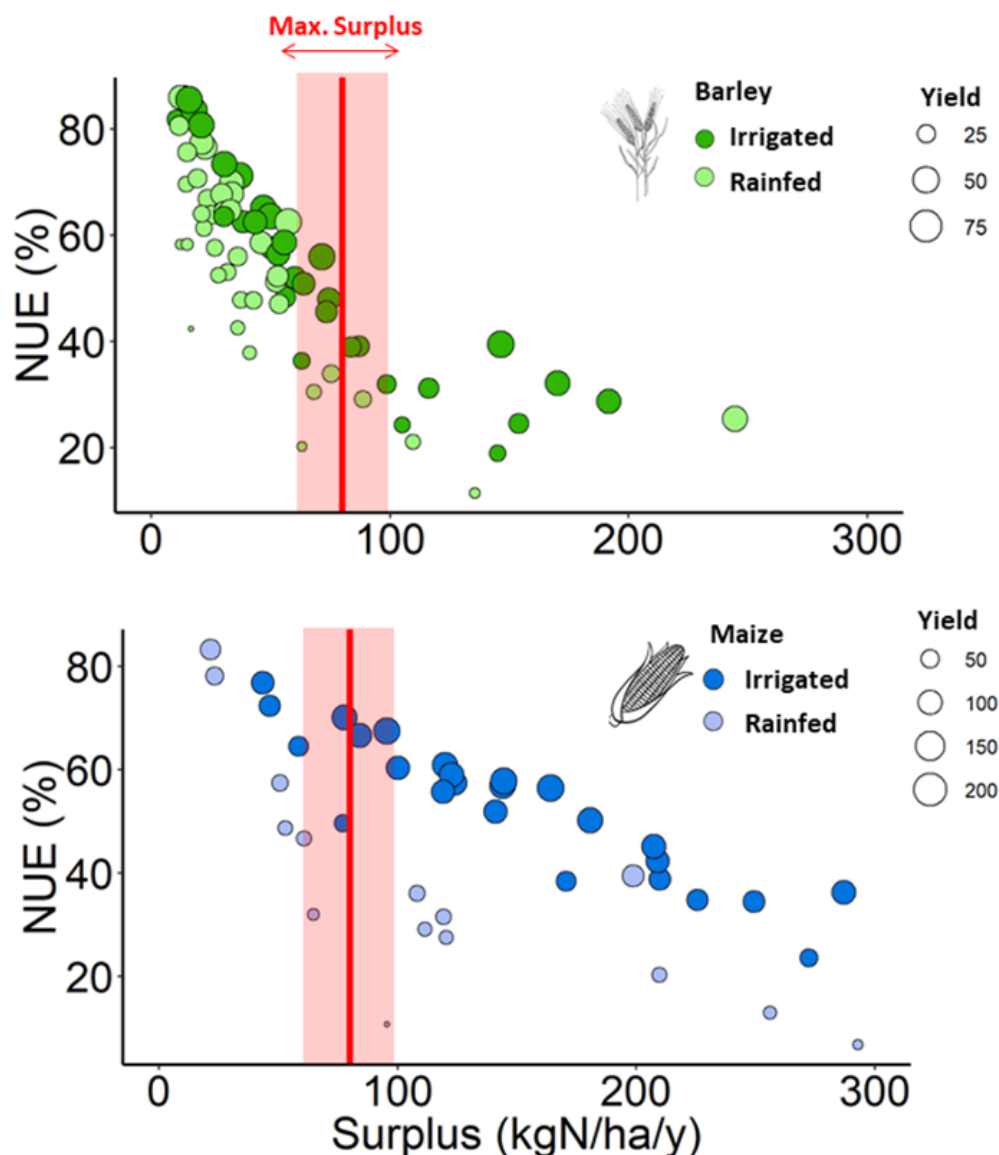 Max. Surplus
Barley
Irrigated
Rainfed
Yield
25
50
75
NUE (%)
80
60
40
20
0
100
200
300
Maize
Irrigated
Rainfed
Yield
50
100
150
200
NUE (%)
80
60
40
20
0
100
200
300
Surplus (kgN/ha/y)